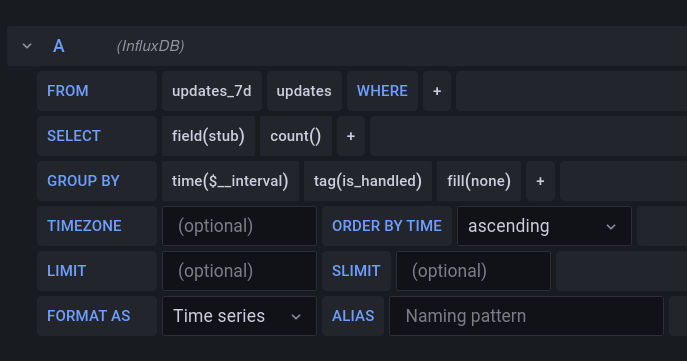 A (InfluxDB)
FROM updates_7d updates WHERE +
SELECT field(stub) count() +
GROUP BY time($__interval) tag(is_handled) fill(none) +
TIMEZONE (optional) ORDER BY TIME ascending
LIMIT (optional) SLIMIT (optional)
FORMAT AS Time series ALIAS Naming pattern